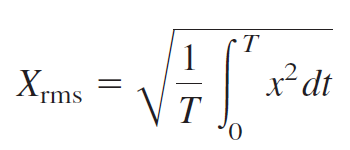 X_rms = √(1/T ∫₀ᵀ x² dt)